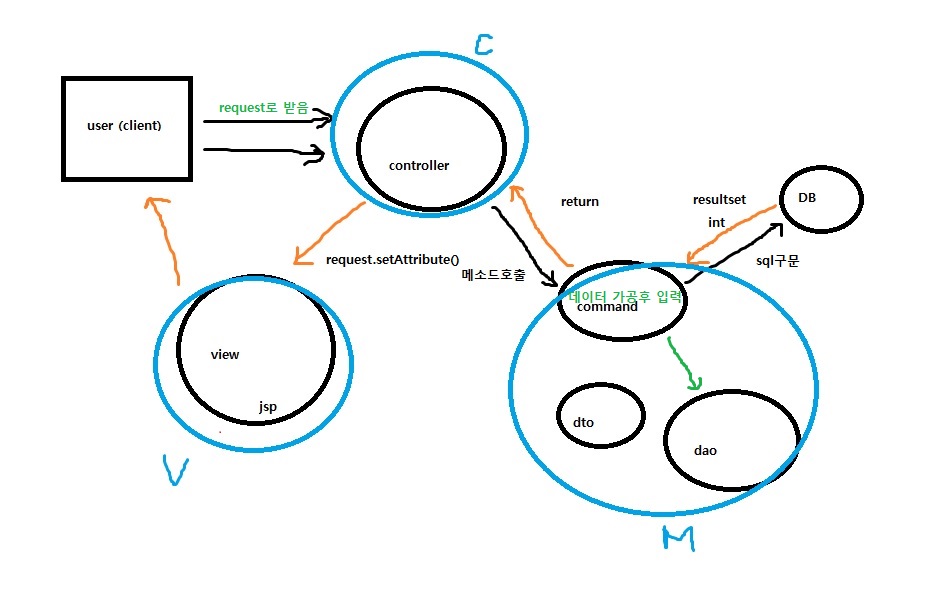 C
user (client)
request로 받음
controller
return
resultset
int
DB
request.setAttribute()
메소드호출
sql구문
데이터 가공후 입력
command
view
jsp
dto
dao
V
M